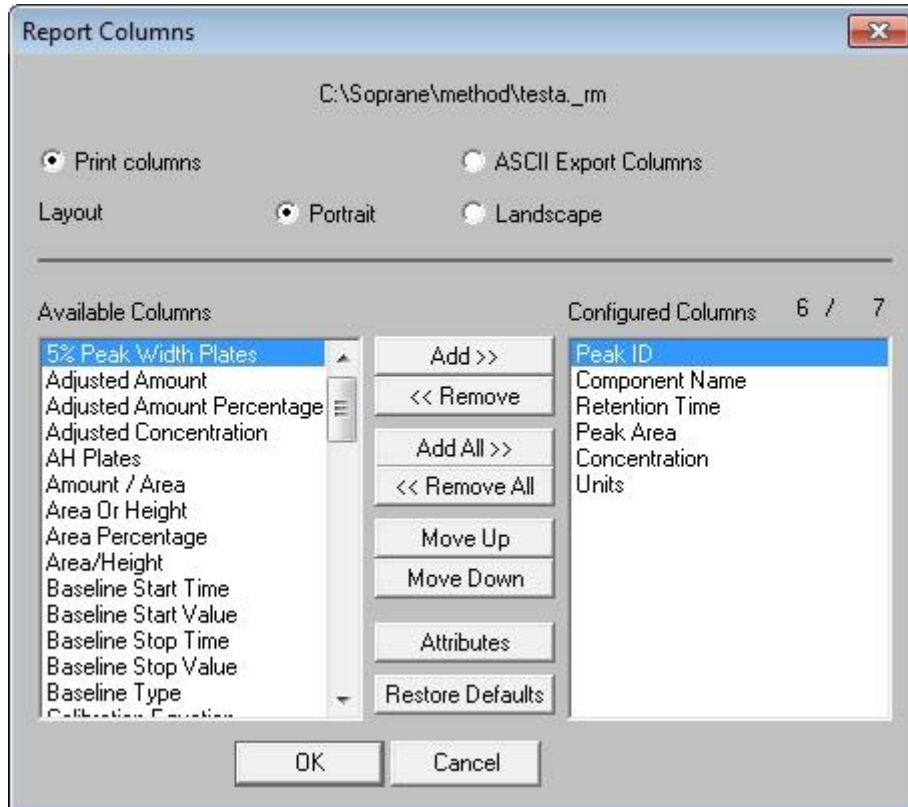 Report Columns
C:\Soprane\method\testa._rm
Print columns
ASCII Export Columns
Layout
Portrait
Landscape
Available Columns
Configured Columns 6 / 7
5% Peak Width Plates
Adjusted Amount
Adjusted Amount Percentage
Adjusted Concentration
AH Plates
Amount / Area
Area Or Height
Area Percentage
Area/Height
Baseline Start Time
Baseline Start Value
Baseline Stop Time
Baseline Stop Value
Baseline Type
Calibration Equation
Add >>
<< Remove
Add All >>
<< Remove All
Move Up
Move Down
Attributes
Restore Defaults
Peak ID
Component Name
Retention Time
Peak Area
Concentration
Units
OK
Cancel